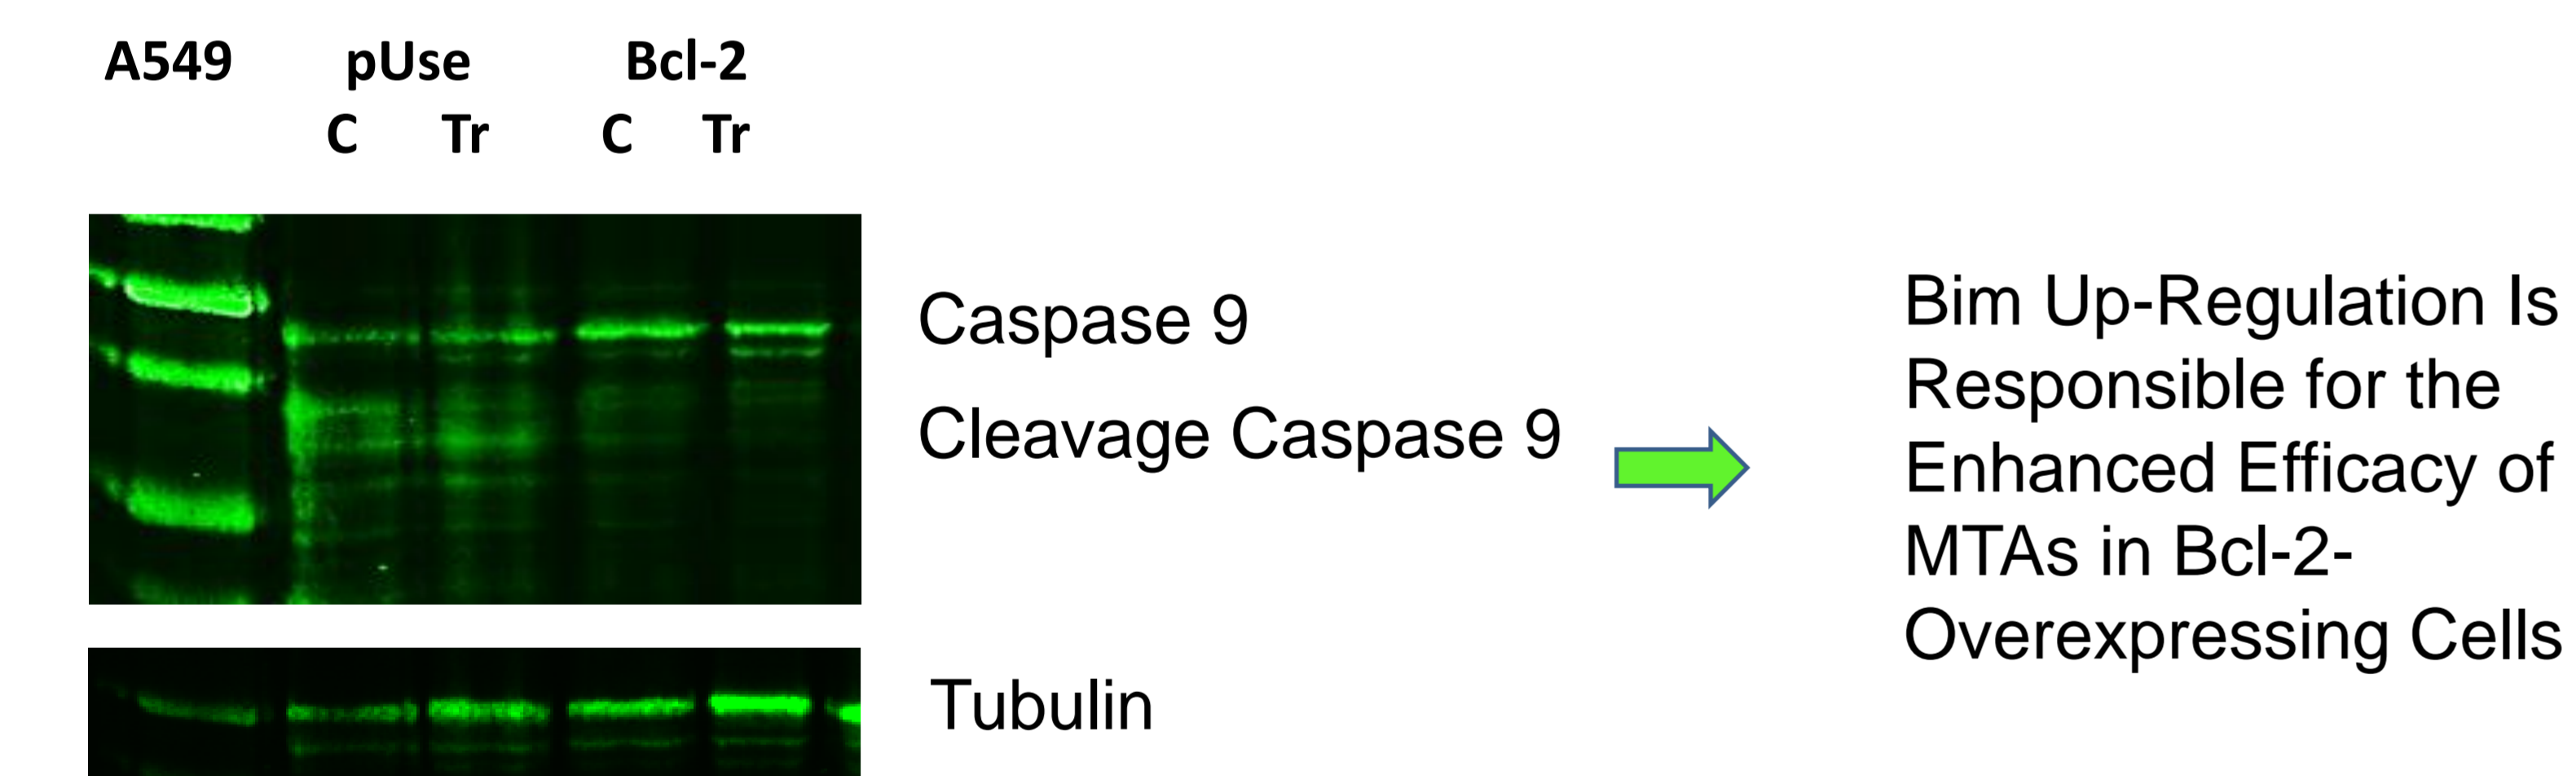 A549 pUse Bcl-2
C Tr C Tr
Caspase 9
Cleavage Caspase 9
Tubulin
Bim Up-Regulation Is
Responsible for the
Enhanced Efficacy of
MTAs in Bcl-2-
Overexpressing Cells